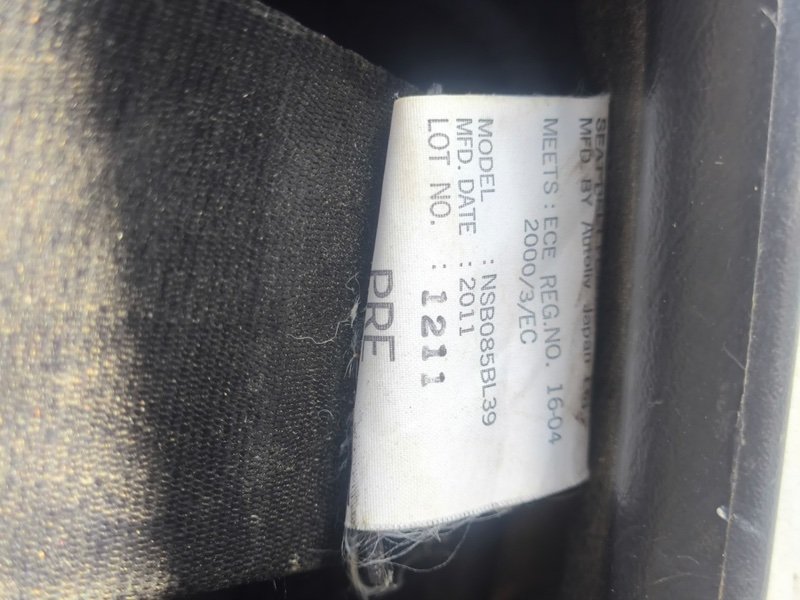 MFD BY Autoliv Japan
MEETS : ECE REG.NO. 16-04
2000/3/EC
MODEL : NSB085BL39
MFD. DATE : 2011
LOT NO. : 1211
PRE